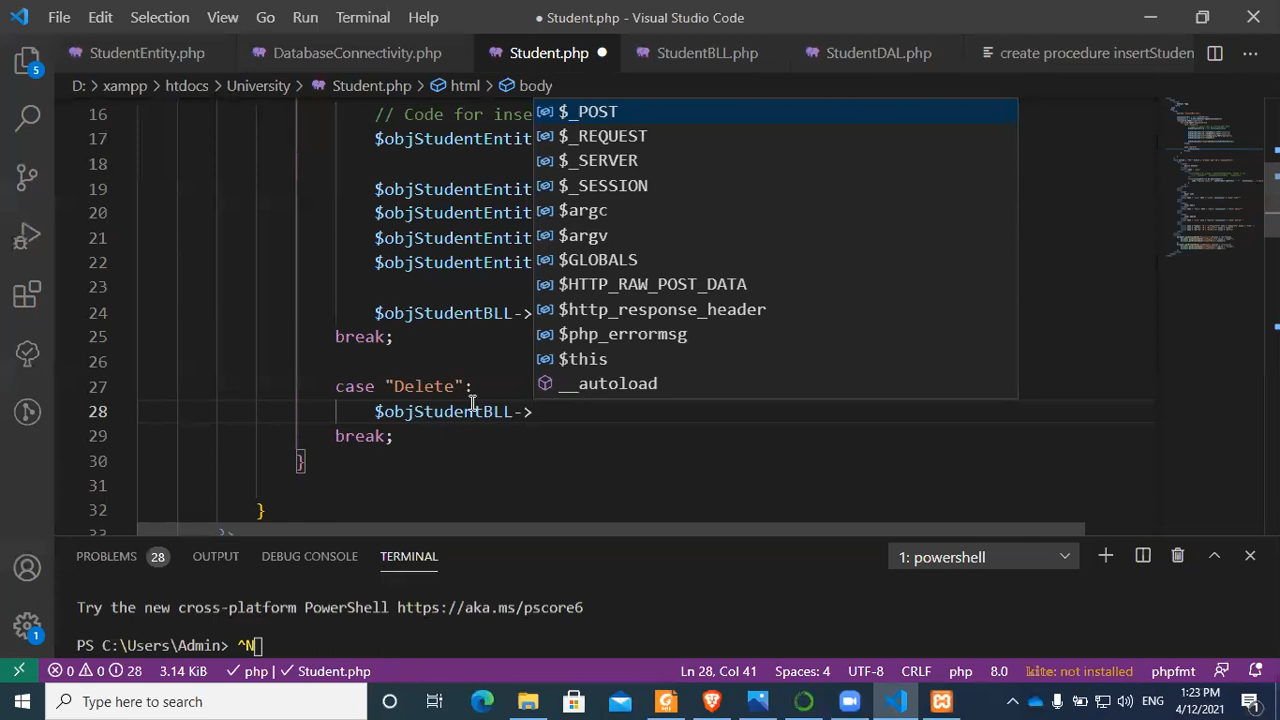 File Edit Selection View Go Run Terminal Help ● Student.php - Visual Studio Code
StudentEntity.php DatabaseConnectivity.php Student.php StudentBLL.php StudentDAL.php create procedure insertStuden
D: > xampp > htdocs > University > Student.php > html > body
5
16 // Code for inse
17 $objStudentEntit
18
19 $objStudentEntit
20 $objStudentEntit
21 $objStudentEntit
22 $objStudentEntit
23
24 $objStudentBLL->
25 break;
26
27 case "Delete":
28 $objStudentBLL->
29 break;
30 }
31
32 }
33 ?>
$_POST
$_REQUEST
$_SERVER
$_SESSION
$argc
$argv
$GLOBALS
$HTTP_RAW_POST_DATA
$http_response_header
$php_errormsg
$this
__autoload
PROBLEMS 28 OUTPUT DEBUG CONSOLE TERMINAL 1: powershell
Try the new cross-platform PowerShell https://aka.ms/pscore6
PS C:\Users\Admin> ^N
1
0 0 28 3.14 KiB php | Student.php Ln 28, Col 41 Spaces: 4 UTF-8 CRLF php 8.0 kite: not installed phpfmt
Type here to search ENG 1:23 PM
4/12/2021 1